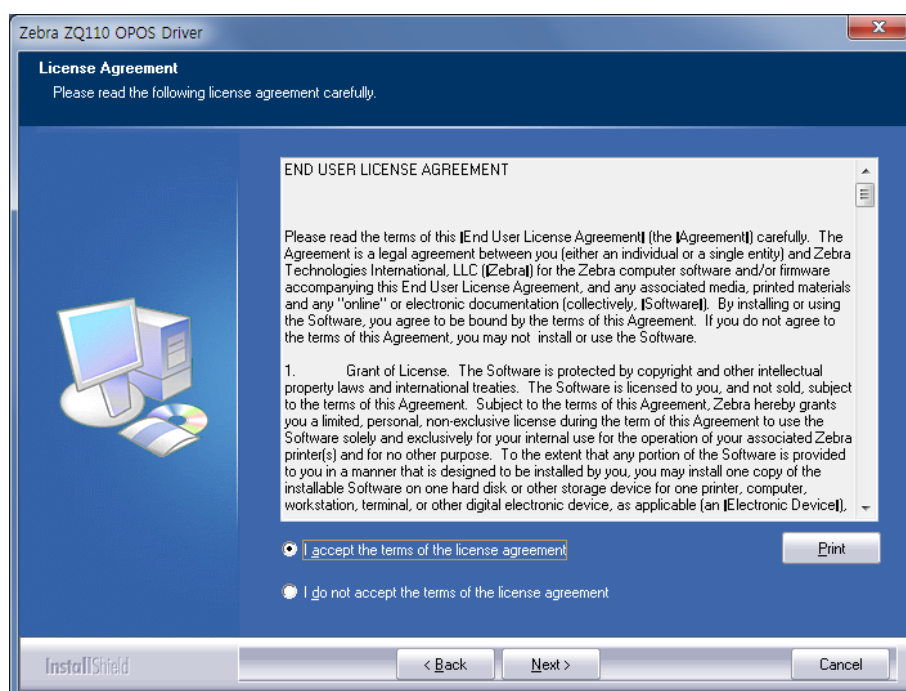 Zebra ZQ110 OPOS Driver
License Agreement
Please read the following license agreement carefully.
END USER LICENSE AGREEMENT
Please read the terms of this |End User License Agreement| (the |Agreement|) carefully. The
Agreement is a legal agreement between you (either an individual or a single entity) and Zebra
Technologies International, LLC (|Zebra|) for the Zebra computer software and/or firmware
accompanying this End User License Agreement, and any associated media, printed materials
and any "online" or electronic documentation (collectively, |Software|). By installing or using
the Software, you agree to be bound by the terms of this Agreement. If you do not agree to
the terms of this Agreement, you may not install or use the Software.
1. Grant of License. The Software is protected by copyright and other intellectual
property laws and international treaties. The Software is licensed to you, and not sold, subject
to the terms of this Agreement. Subject to the terms of this Agreement, Zebra hereby grants
you a limited, personal, non-exclusive license during the term of this Agreement to use the
Software solely and exclusively for your internal use for the operation of your associated Zebra
printer(s) and for no other purpose. To the extent that any portion of the Software is provided
to you in a manner that is designed to be installed by you, you may install one copy of the
installable Software on one hard disk or other storage device for one printer, computer,
workstation, terminal, or other digital electronic device, as applicable (an |Electronic Device|),
I accept the terms of the license agreement
Print
I do not accept the terms of the license agreement
InstallShield
< Back
Next >
Cancel